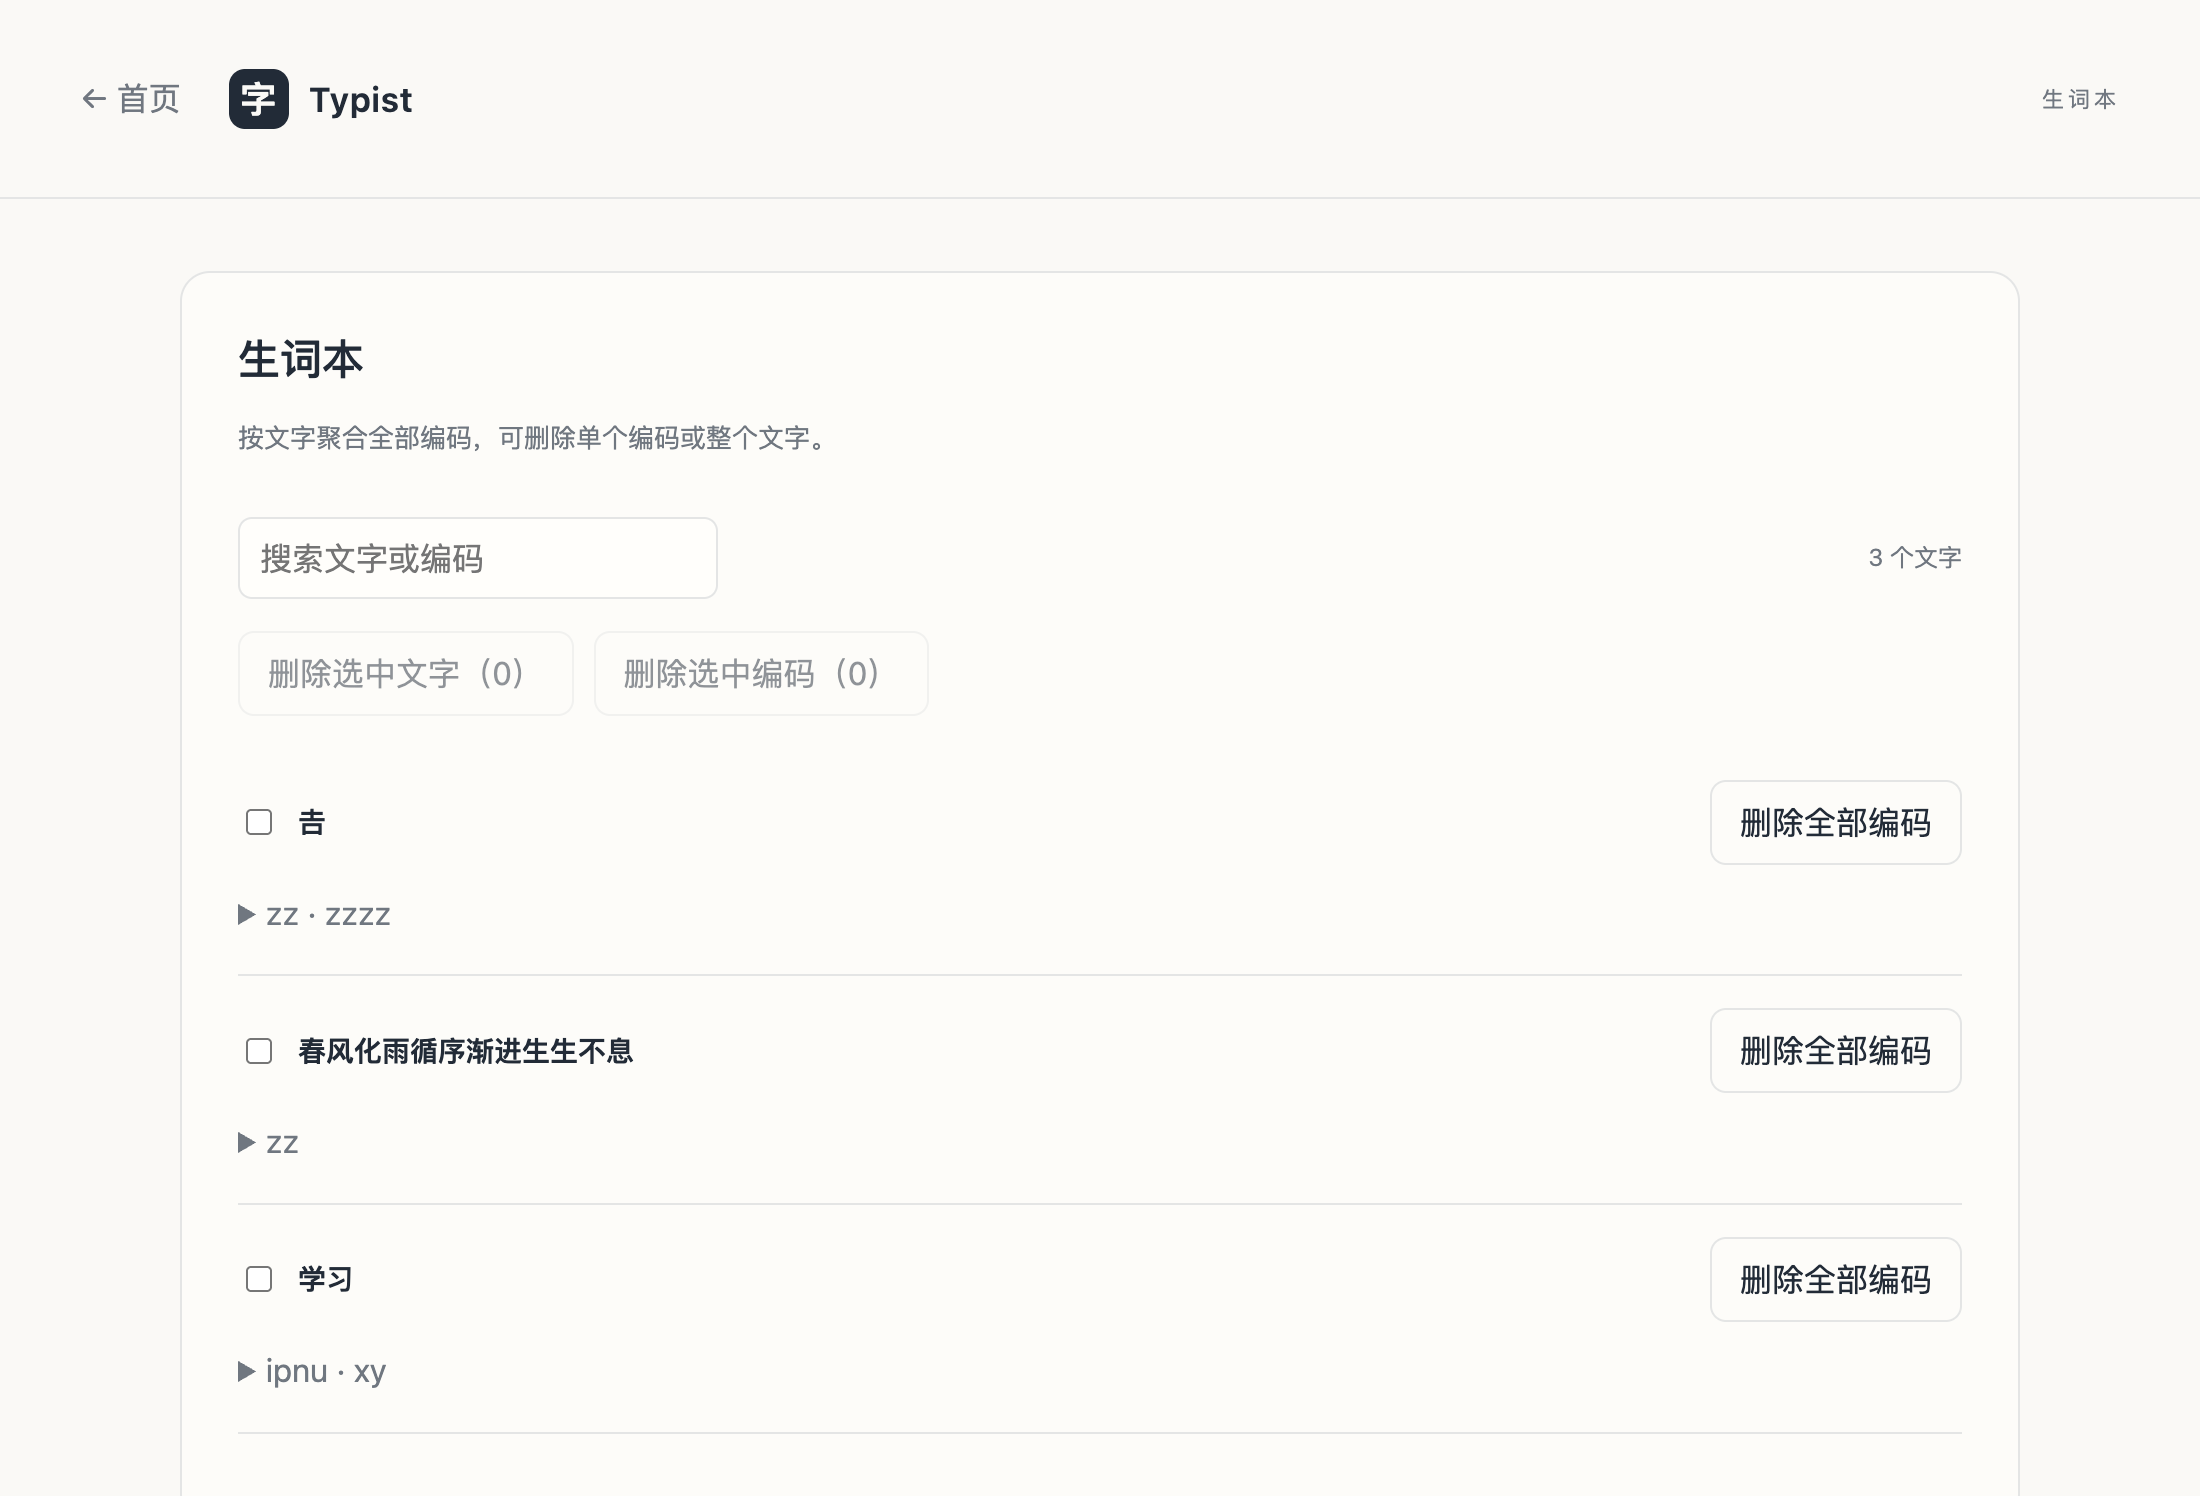 ← 首页 字 Typist 生词本
生词本
按文字聚合全部编码，可删除单个编码或整个文字。
搜索文字或编码 3 个文字
删除选中文字（0） 删除选中编码（0）
𠮷 删除全部编码
▶ zz · zzzz
春风化雨循序渐进生生不息 删除全部编码
▶ zz
学习 删除全部编码
▶ ipnu · xy